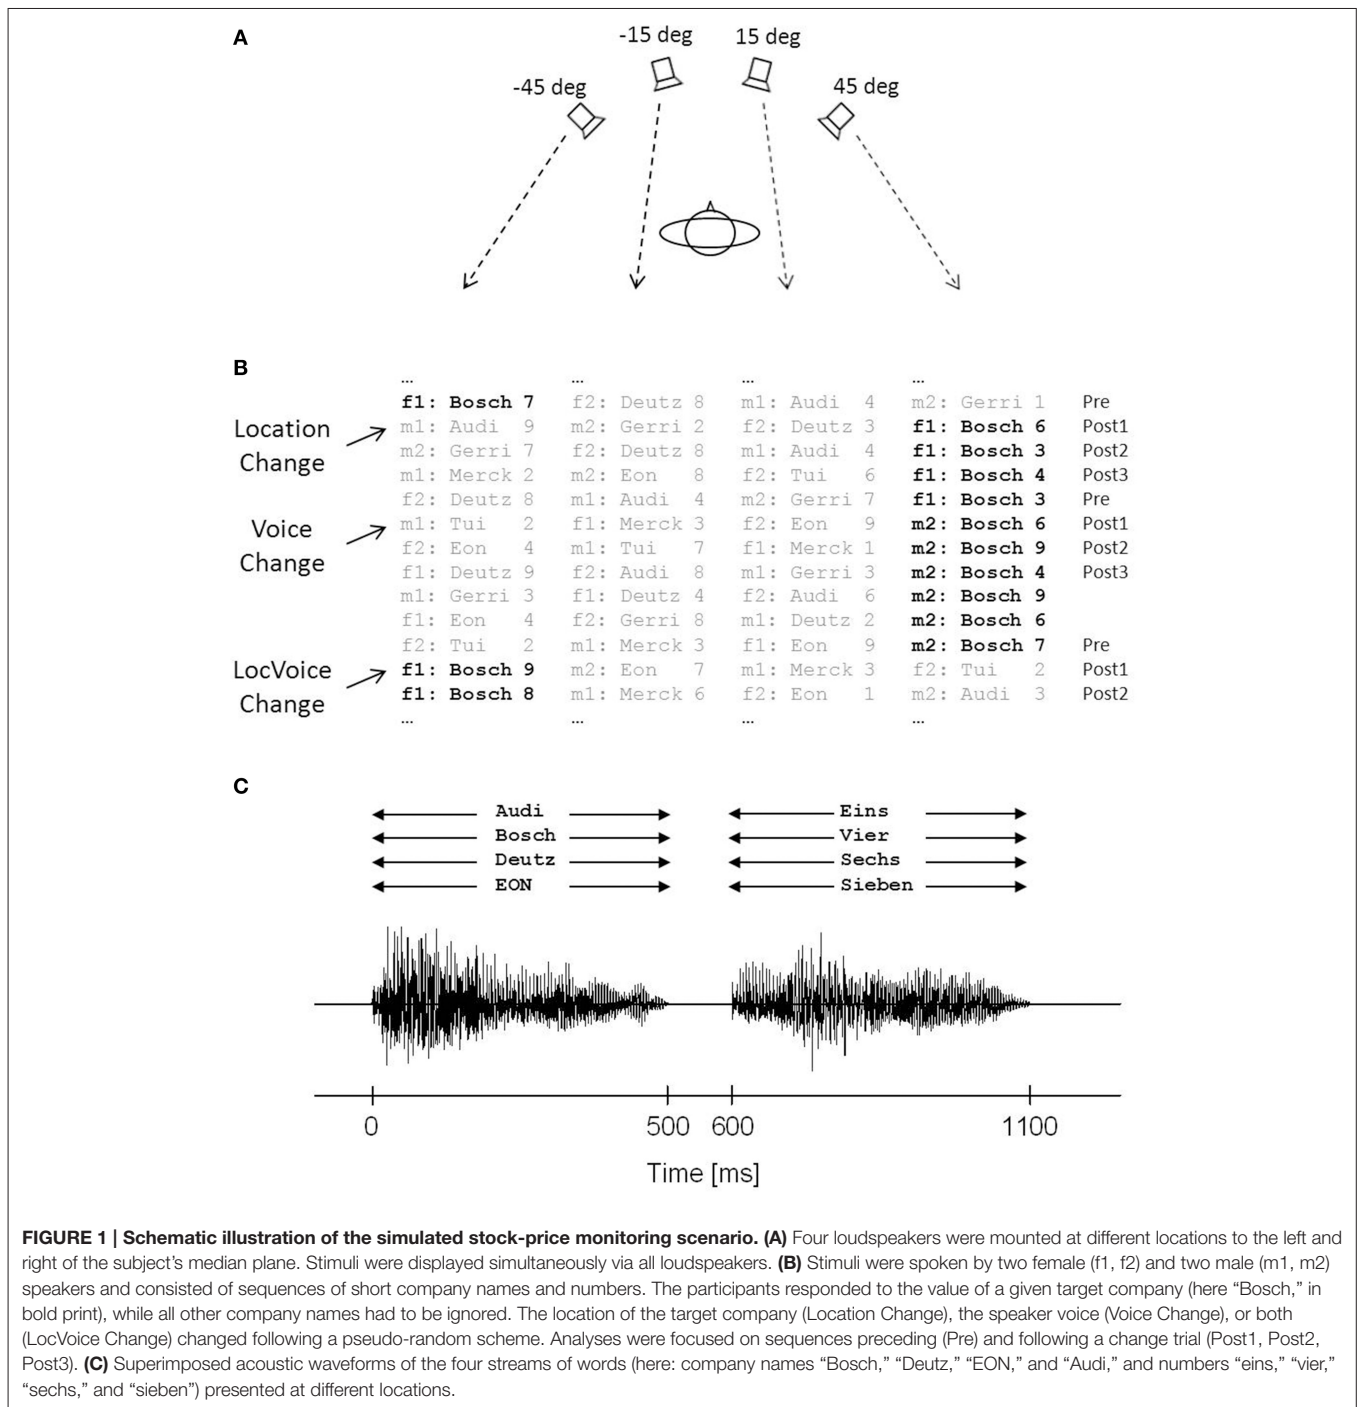 A
-15 deg
15 deg
-45 deg
45 deg
B
... ... ... ...
f1: Bosch 7 f2: Deutz 8 m1: Audi 4 m2: Gerri 1 Pre
Location Change
m1: Audi 9 m2: Gerri 2 f2: Deutz 3 f1: Bosch 6 Post1
m2: Gerri 7 f2: Deutz 8 m1: Audi 4 f1: Bosch 3 Post2
m1: Merck 2 m2: Eon 8 f2: Tui 6 f1: Bosch 4 Post3
f2: Deutz 8 m1: Audi 4 m2: Gerri 7 f1: Bosch 3 Pre
Voice Change
m1: Tui 2 f1: Merck 3 f2: Eon 9 m2: Bosch 6 Post1
f2: Eon 4 m1: Tui 7 f1: Merck 1 m2: Bosch 9 Post2
f1: Deutz 9 f2: Audi 8 m1: Gerri 3 m2: Bosch 4 Post3
m1: Gerri 3 f1: Deutz 4 f2: Audi 6 m2: Bosch 9
f1: Eon 4 f2: Gerri 8 m1: Deutz 2 m2: Bosch 6
f2: Tui 2 m1: Merck 3 f1: Eon 9 m2: Bosch 7 Pre
LocVoice Change
f1: Bosch 9 m2: Eon 7 m1: Merck 3 f2: Tui 2 Post1
f1: Bosch 8 m1: Merck 6 f2: Eon 1 m2: Audi 3 Post2
... ... ... ...
C
Audi Eins
Bosch Vier
Deutz Sechs
EON Sieben
0 500 600 1100
Time [ms]
FIGURE 1 | Schematic illustration of the simulated stock-price monitoring scenario. (A) Four loudspeakers were mounted at different locations to the left and
right of the subject's median plane. Stimuli were displayed simultaneously via all loudspeakers. (B) Stimuli were spoken by two female (f1, f2) and two male (m1, m2)
speakers and consisted of sequences of short company names and numbers. The participants responded to the value of a given target company (here “Bosch,” in
bold print), while all other company names had to be ignored. The location of the target company (Location Change), the speaker voice (Voice Change), or both
(LocVoice Change) changed following a pseudo-random scheme. Analyses were focused on sequences preceding (Pre) and following a change trial (Post1, Post2,
Post3). (C) Superimposed acoustic waveforms of the four streams of words (here: company names “Bosch,” “Deutz,” “EON,” and “Audi,” and numbers “eins,” “vier,”
“sechs,” and “sieben”) presented at different locations.